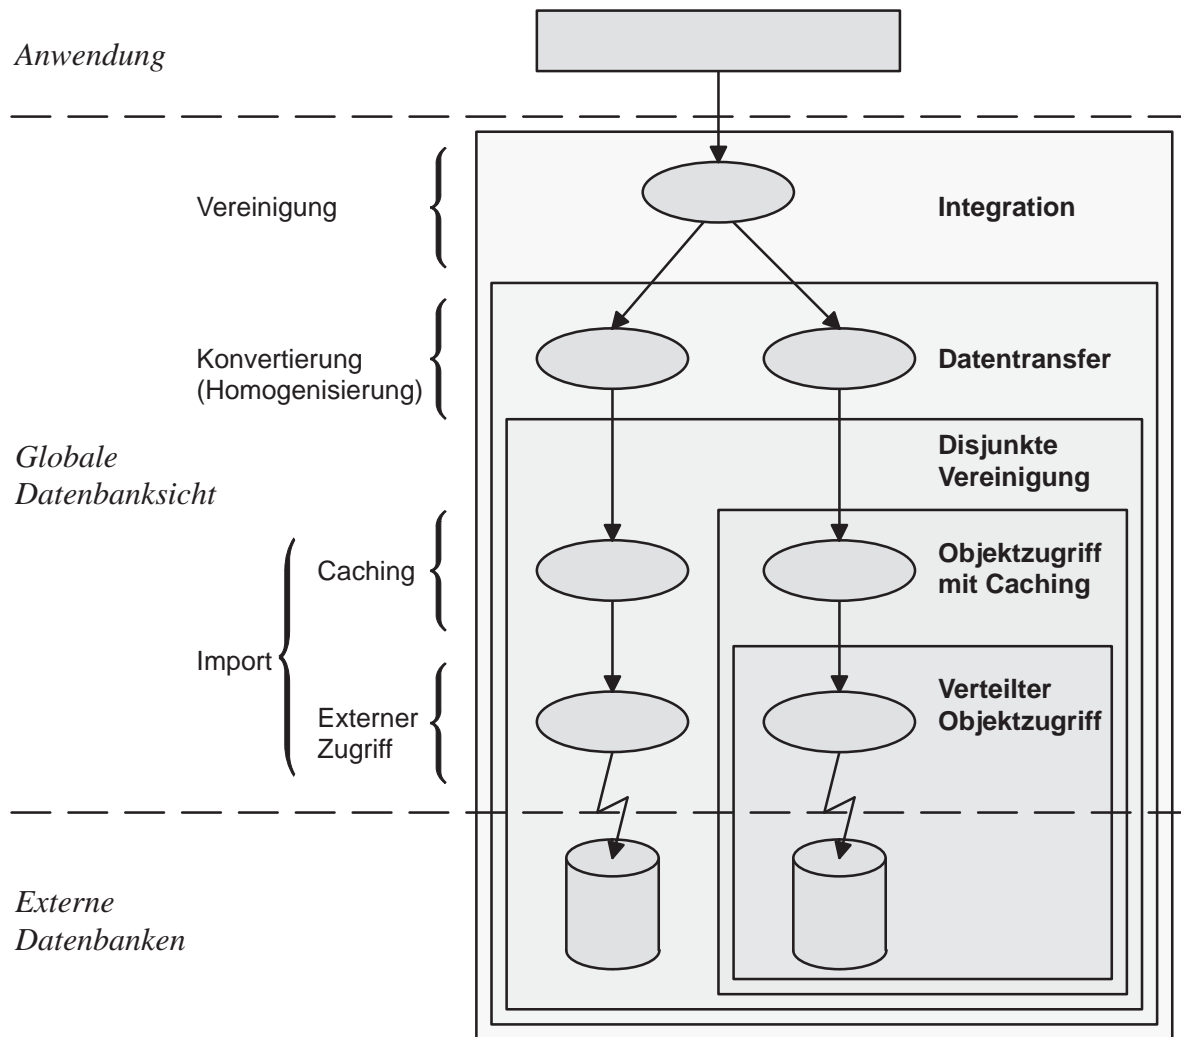 Anwendung
Vereinigung
Integration
Konvertierung
(Homogenisierung)
Datentransfer
Globale
Datenbanksicht
Disjunkte
Vereinigung
Caching
Objektzugriff
mit Caching
Import
Externer
Zugriff
Verteilter
Objektzugriff
Externe
Datenbanken